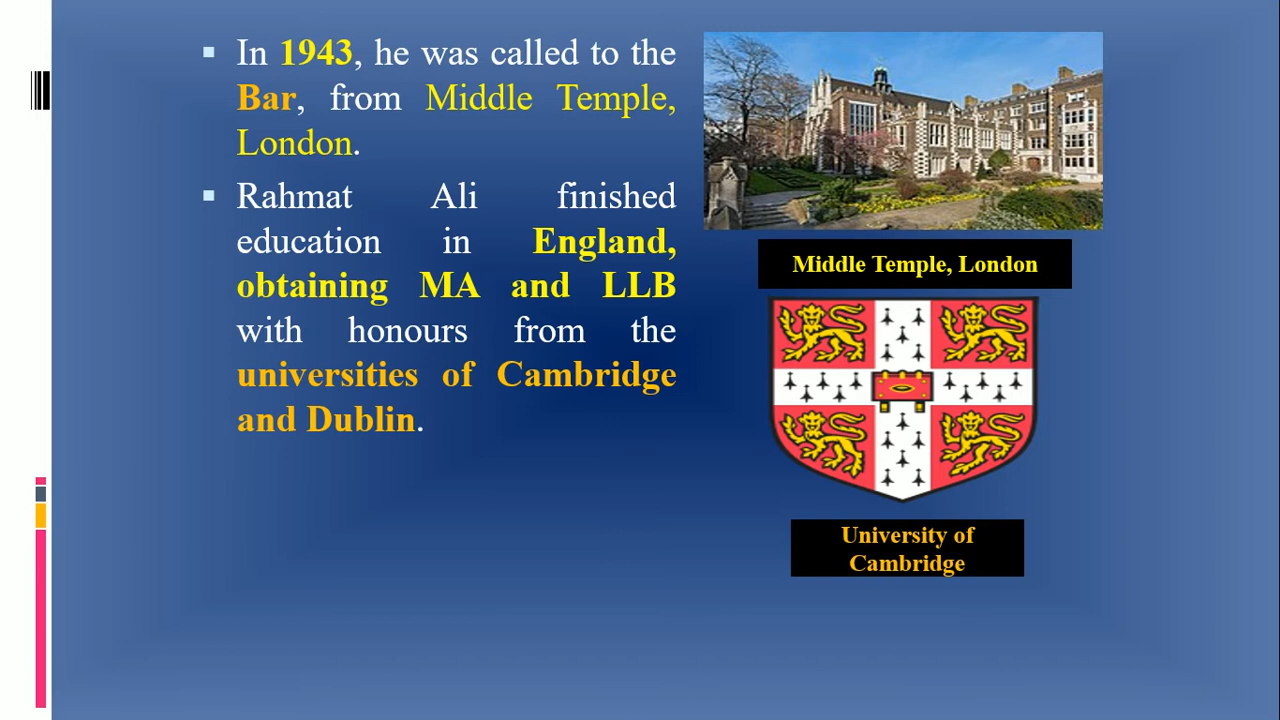 In 1943, he was called to the
Bar, from Middle Temple,
London.
Rahmat Ali finished
education in England,
obtaining MA and LLB
with honours from the
universities of Cambridge
and Dublin.
Middle Temple, London
University of
Cambridge